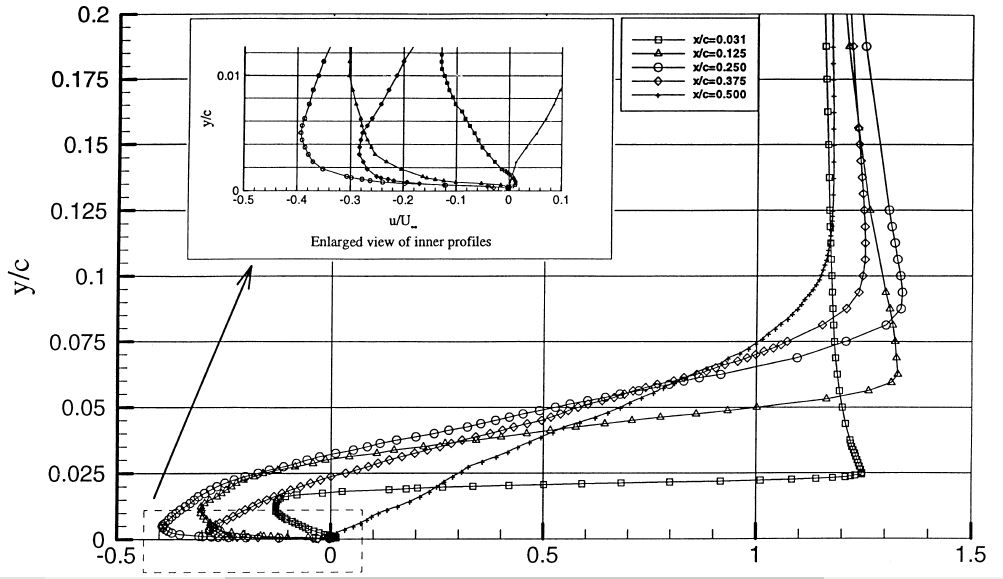 0.2
0.175
0.15
0.125
0.1
0.075
0.05
0.025
0
y/c
-0.5
0
0.5
1
1.5
x/c=0.031
x/c=0.125
x/c=0.250
x/c=0.375
x/c=0.500
0.01
0
y/c
-0.5
-0.4
-0.3
-0.2
-0.1
0
0.1
u/U∞
Enlarged view of inner profiles